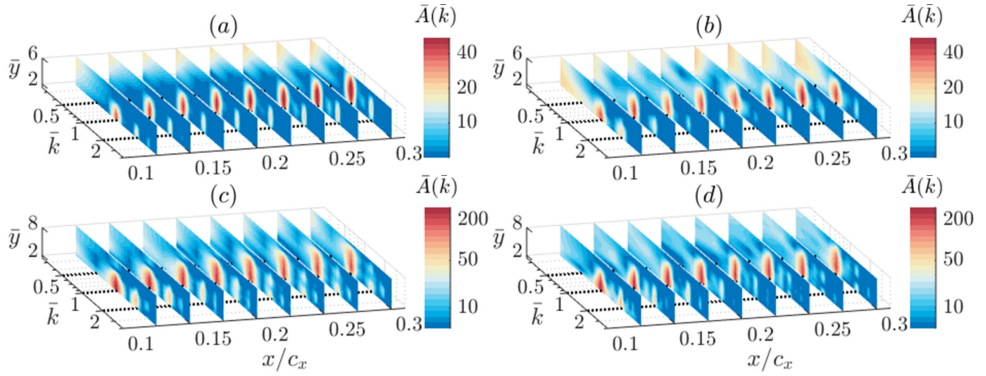 (a) Ā(k̄) (b) Ā(k̄)
6 40 6 40
ȳ 2 20 ȳ 2 20
0.5 10 0.5 10
k̄ 1 k̄ 1
2 0.3 2 0.3
0.1 0.15 0.2 0.25 0.1 0.15 0.2 0.25
(c) Ā(k̄) (d) Ā(k̄)
8 200 8 200
ȳ 2 50 ȳ 2 50
0.5 10 0.5 10
k̄ 1 k̄ 1
2 0.3 2 0.3
0.1 0.15 0.2 0.25 0.1 0.15 0.2 0.25
x/cₓ x/cₓ